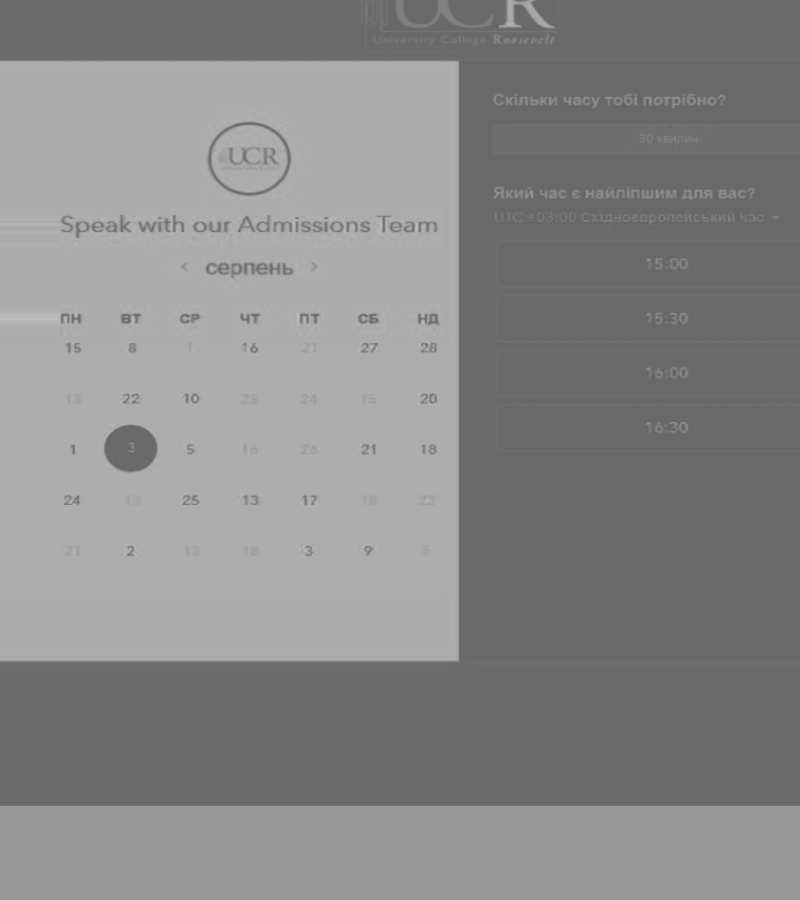 UCR
University College Roosevelt
Скільки часу тобі потрібно?
30 хвилин
UCR
Який час є найліпшим для вас?
UTC +03:00 Східноєвропейський час
Speak with our Admissions Team
< серпень >
15:00
ПН ВТ СР ЧТ ПТ СБ НД
15:30
15 8 1 16 21 27 28
16:00
13 22 10 25 24 15 20
16:30
1 3 5 16 26 21 18
24 13 25 13 17 18 23
21 2 13 18 3 9 5